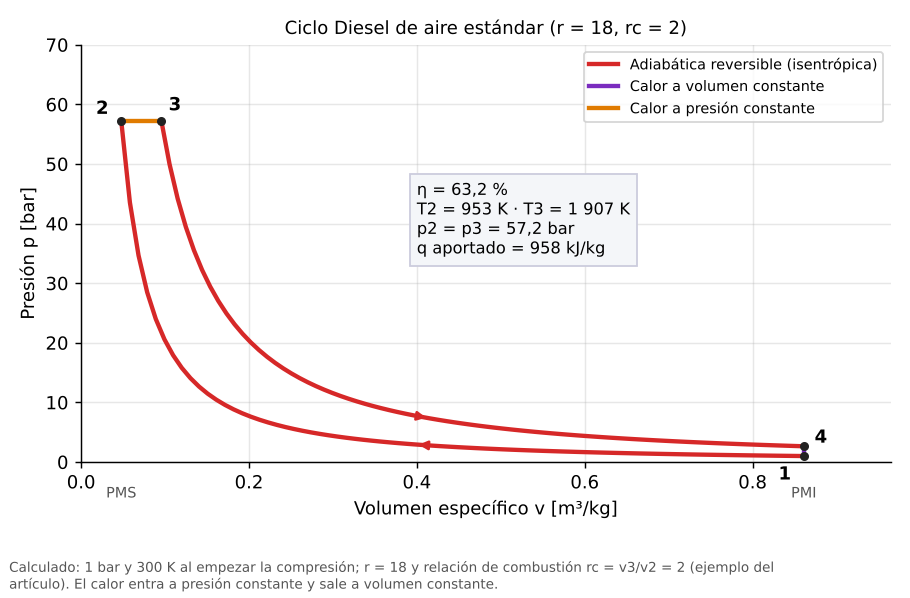 Ciclo Diesel de aire estándar (r = 18, rc = 2)
Adiabática reversible (isentrópica)
Calor a volumen constante
Calor a presión constante
η = 63,2 %
T2 = 953 K · T3 = 1 907 K
p2 = p3 = 57,2 bar
q aportado = 958 kJ/kg
2
3
4
1
Presión p [bar]
70
60
50
40
30
20
10
0
0.0
0.2
0.4
0.6
0.8
PMS
PMI
Volumen específico v [m³/kg]
Calculado: 1 bar y 300 K al empezar la compresión; r = 18 y relación de combustión rc = v3/v2 = 2 (ejemplo del
artículo). El calor entra a presión constante y sale a volumen constante.